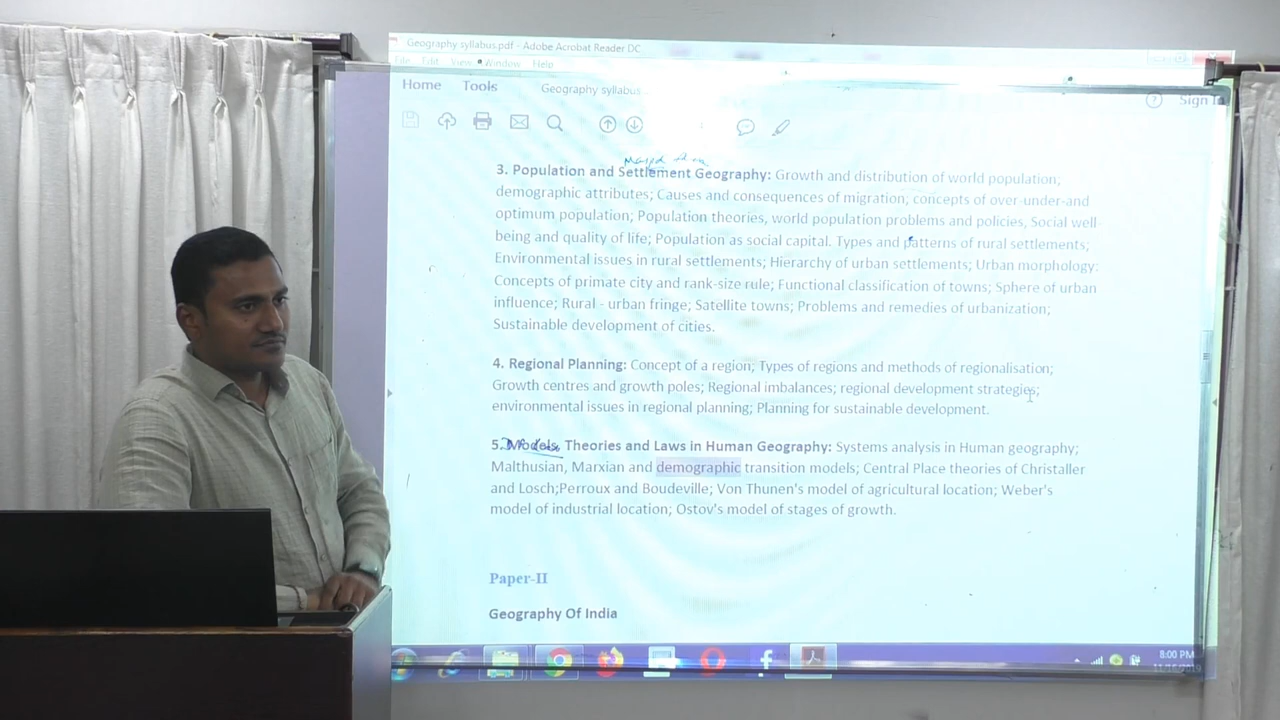 Geography syllabus.pdf - Adobe Acrobat Reader DC
File Edit View Window Help
Home Tools Geography syllabus ... Sign In
3. Population and Settlement Geography: Growth and distribution of world population;
demographic attributes; Causes and consequences of migration; concepts of over-under-and
optimum population; Population theories, world population problems and policies, Social well-
being and quality of life; Population as social capital. Types and patterns of rural settlements;
Environmental issues in rural settlements; Hierarchy of urban settlements; Urban morphology:
Concepts of primate city and rank-size rule; Functional classification of towns; Sphere of urban
influence; Rural - urban fringe; Satellite towns; Problems and remedies of urbanization;
Sustainable development of cities.
4. Regional Planning: Concept of a region; Types of regions and methods of regionalisation;
Growth centres and growth poles; Regional imbalances; regional development strategies;
environmental issues in regional planning; Planning for sustainable development.
5. Models, Theories and Laws in Human Geography: Systems analysis in Human geography;
Malthusian, Marxian and demographic transition models; Central Place theories of Christaller
and Losch;Perroux and Boudeville; Von Thunen's model of agricultural location; Weber's
model of industrial location; Ostov's model of stages of growth.
Paper-II
Geography Of India
8:00 PM